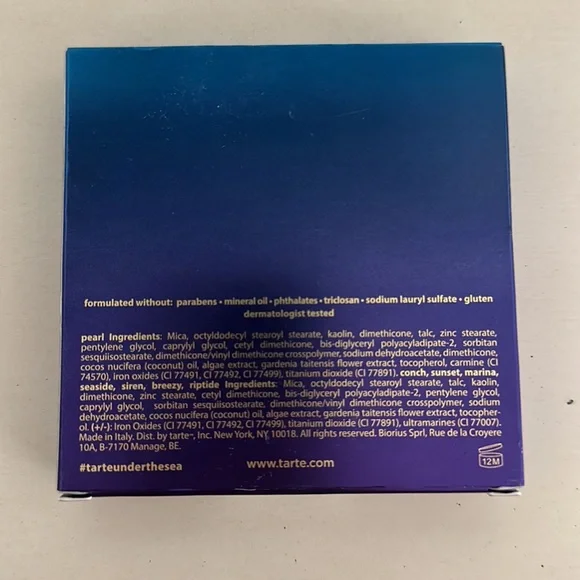 formulated without: parabens • mineral oil • phthalates • triclosan • sodium lauryl sulfate • gluten
dermatologist tested
pearl Ingredients: Mica, octyldodecyl stearoyl stearate, kaolin, dimethicone, talc, zinc stearate,
pentylene glycol, caprylyl glycol, cetyl dimethicone, bis-diglyceryl polyacyladipate-2, sorbitan
sesquiisostearate, dimethicone/vinyl dimethicone crosspolymer, sodium dehydroacetate, dimethicone,
cocos nucifera (coconut) oil, algae extract, gardenia taitensis flower extract, tocopherol, carmine (CI
74570), iron oxides (CI 77491, CI 77492, CI 77499), titanium dioxide (CI 77891). conch, sunset, marina,
seaside, siren, breezy, riptide Ingredients: Mica, octyldodecyl stearoyl stearate, talc, kaolin,
dimethicone, zinc stearate, cetyl dimethicone, bis-diglyceryl polyacyladipate-2, pentylene glycol,
caprylyl glycol, sorbitan sesquiisostearate, dimethicone/vinyl dimethicone crosspolymer, sodium
dehydroacetate, cocos nucifera (coconut) oil, algae extract, gardenia taitensis flower extract, tocopher-
ol. (+/-): Iron Oxides (CI 77491, CI 77492, CI 77499), titanium dioxide (CI 77891), ultramarines (CI 77007).
Made in Italy. Dist. by tarte™, Inc. New York, NY 10018. All rights reserved. Biorius Sprl, Rue de la Croyere
10A, B-7170 Manage, BE.
#tarteunderthesea www.tarte.com 12M